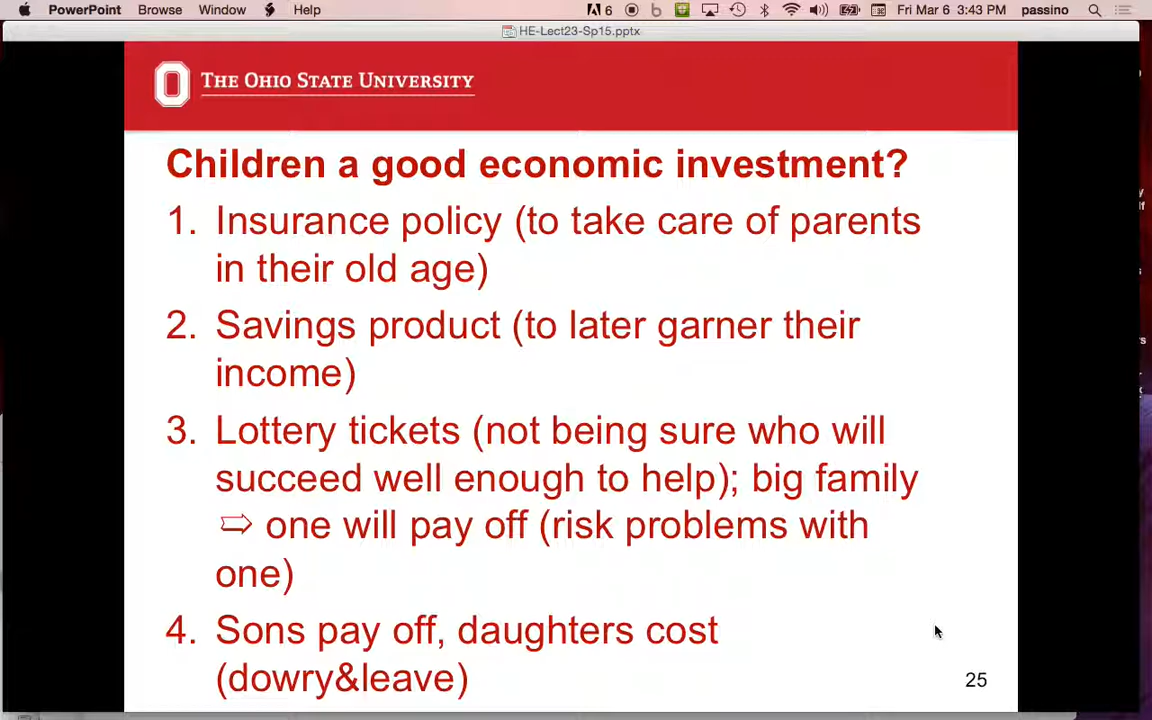 PowerPoint Browse Window Help 6 Fri Mar 6 3:43 PM passino
HE-Lect23-Sp15.pptx
THE OHIO STATE UNIVERSITY
Children a good economic investment?
1. Insurance policy (to take care of parents
in their old age)
2. Savings product (to later garner their
income)
3. Lottery tickets (not being sure who will
succeed well enough to help); big family
⇨ one will pay off (risk problems with
one)
4. Sons pay off, daughters cost
(dowry&leave)
25